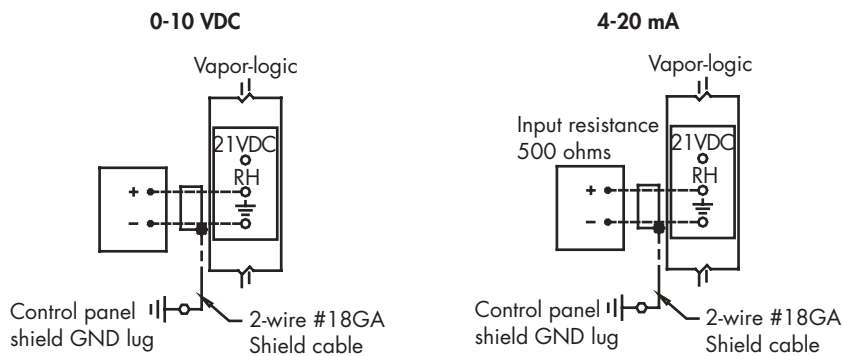 0-10 VDC
Vapor-logic
21VDC
RH
+
–
Control panel
shield GND lug
2-wire #18GA
Shield cable
4-20 mA
Vapor-logic
Input resistance
500 ohms
21VDC
RH
+
–
Control panel
shield GND lug
2-wire #18GA
Shield cable